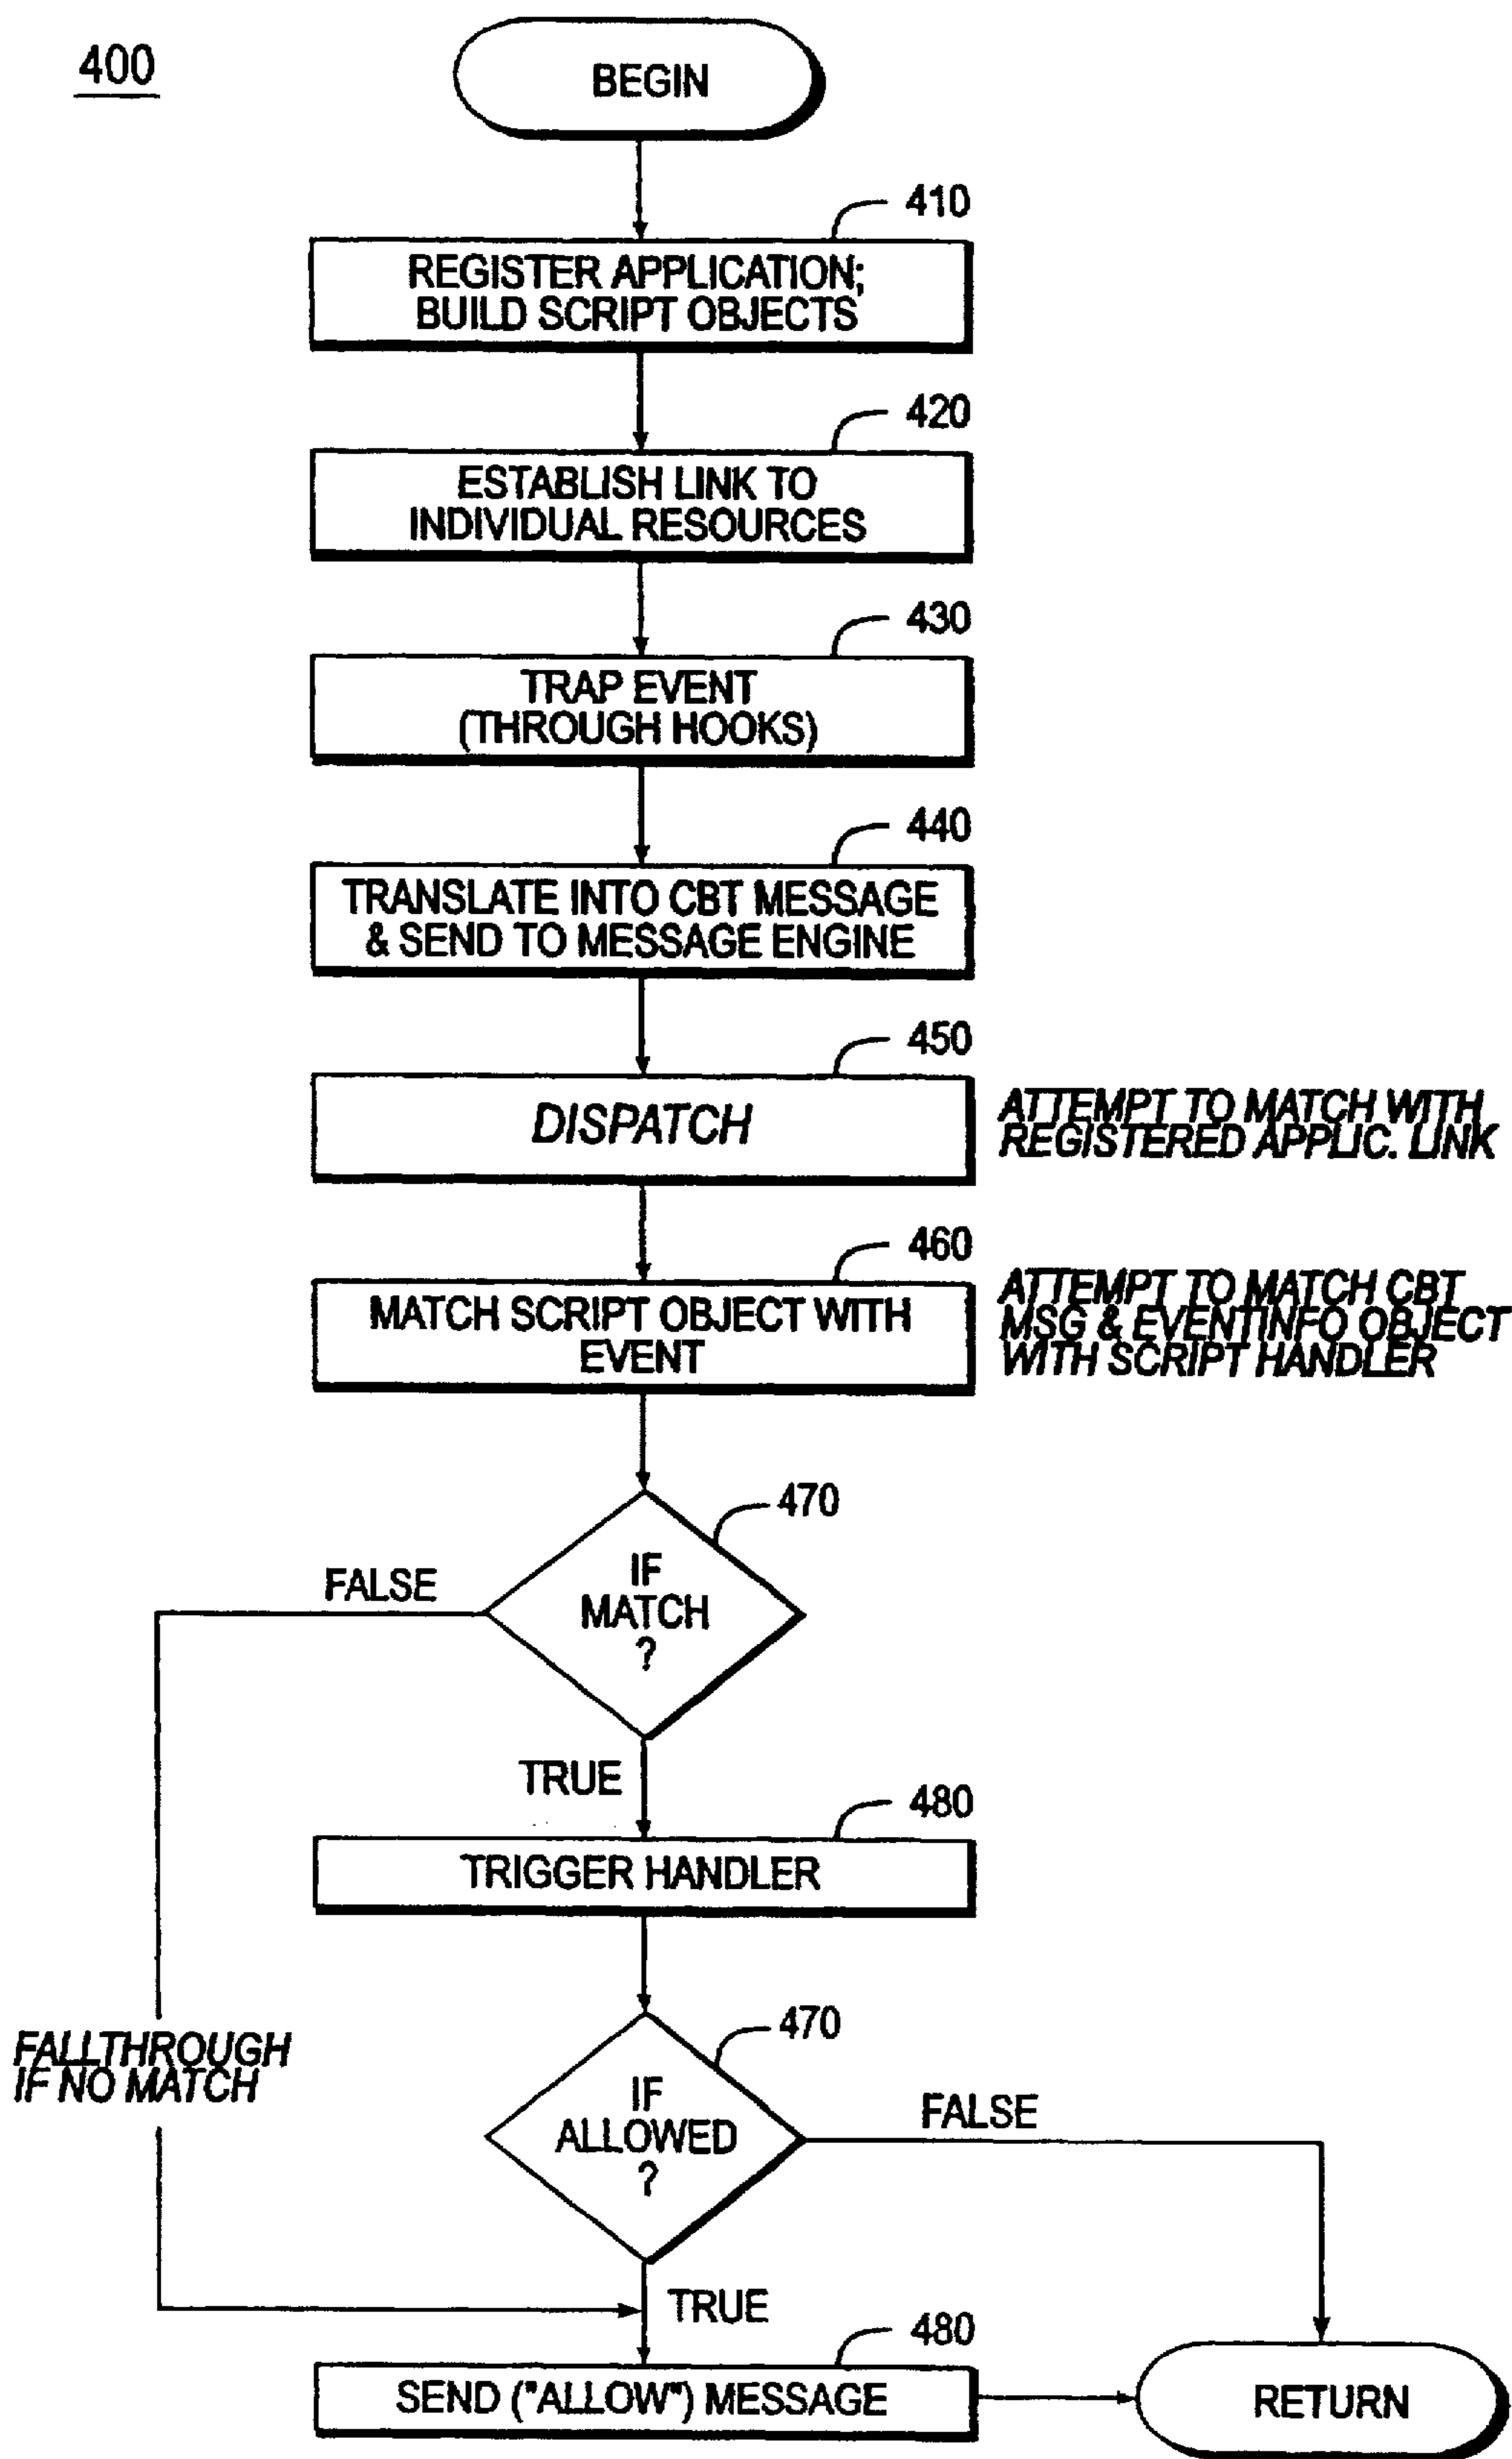 400
BEGIN
410
REGISTER APPLICATION;
BUILD SCRIPT OBJECTS
420
ESTABLISH LINK TO
INDIVIDUAL RESOURCES
430
TRAP EVENT
(THROUGH HOOKS)
440
TRANSLATE INTO CBT MESSAGE
& SEND TO MESSAGE ENGINE
450
DISPATCH
ATTEMPT TO MATCH WITH
REGISTERED APPLIC. LINK
460
MATCH SCRIPT OBJECT WITH
EVENT
ATTEMPT TO MATCH CBT
MSG & EVENTINFO OBJECT
WITH SCRIPT HANDLER
470
IF
MATCH
?
FALSE
TRUE
480
TRIGGER HANDLER
FALLTHROUGH
IF NO MATCH
470
IF
ALLOWED
?
FALSE
TRUE
480
SEND ("ALLOW") MESSAGE
RETURN